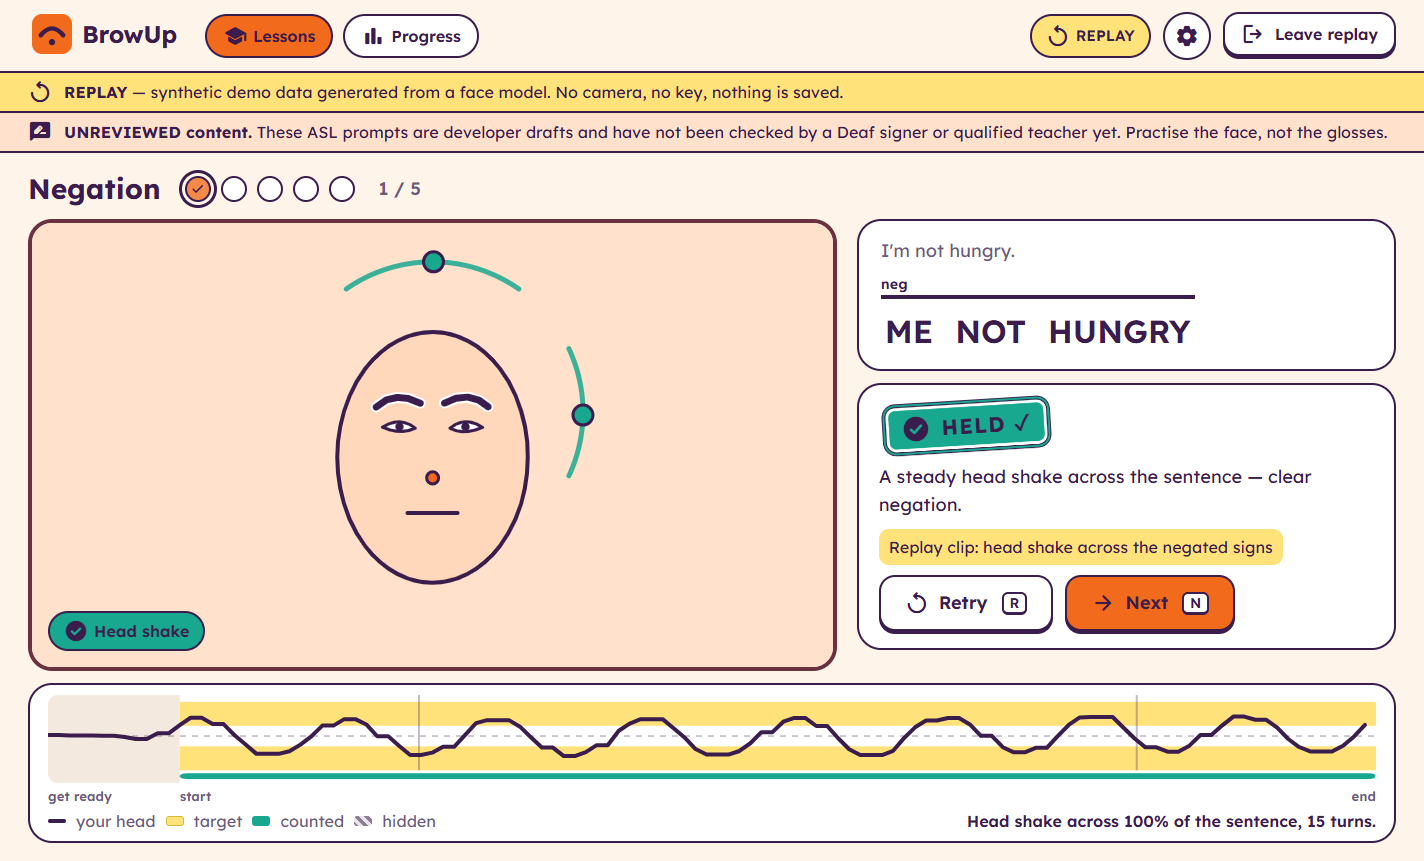 BrowUp
Lessons
Progress
REPLAY
Leave replay
REPLAY — synthetic demo data generated from a face model. No camera, no key, nothing is saved.
UNREVIEWED content. These ASL prompts are developer drafts and have not been checked by a Deaf signer or qualified teacher yet. Practise the face, not the glosses.
Negation
1 / 5
I'm not hungry.
neg
ME NOT HUNGRY
HELD ✓
A steady head shake across the sentence — clear
negation.
Replay clip: head shake across the negated signs
Retry R
Next N
Head shake
get ready
start
end
your head
target
counted
hidden
Head shake across 100% of the sentence, 15 turns.